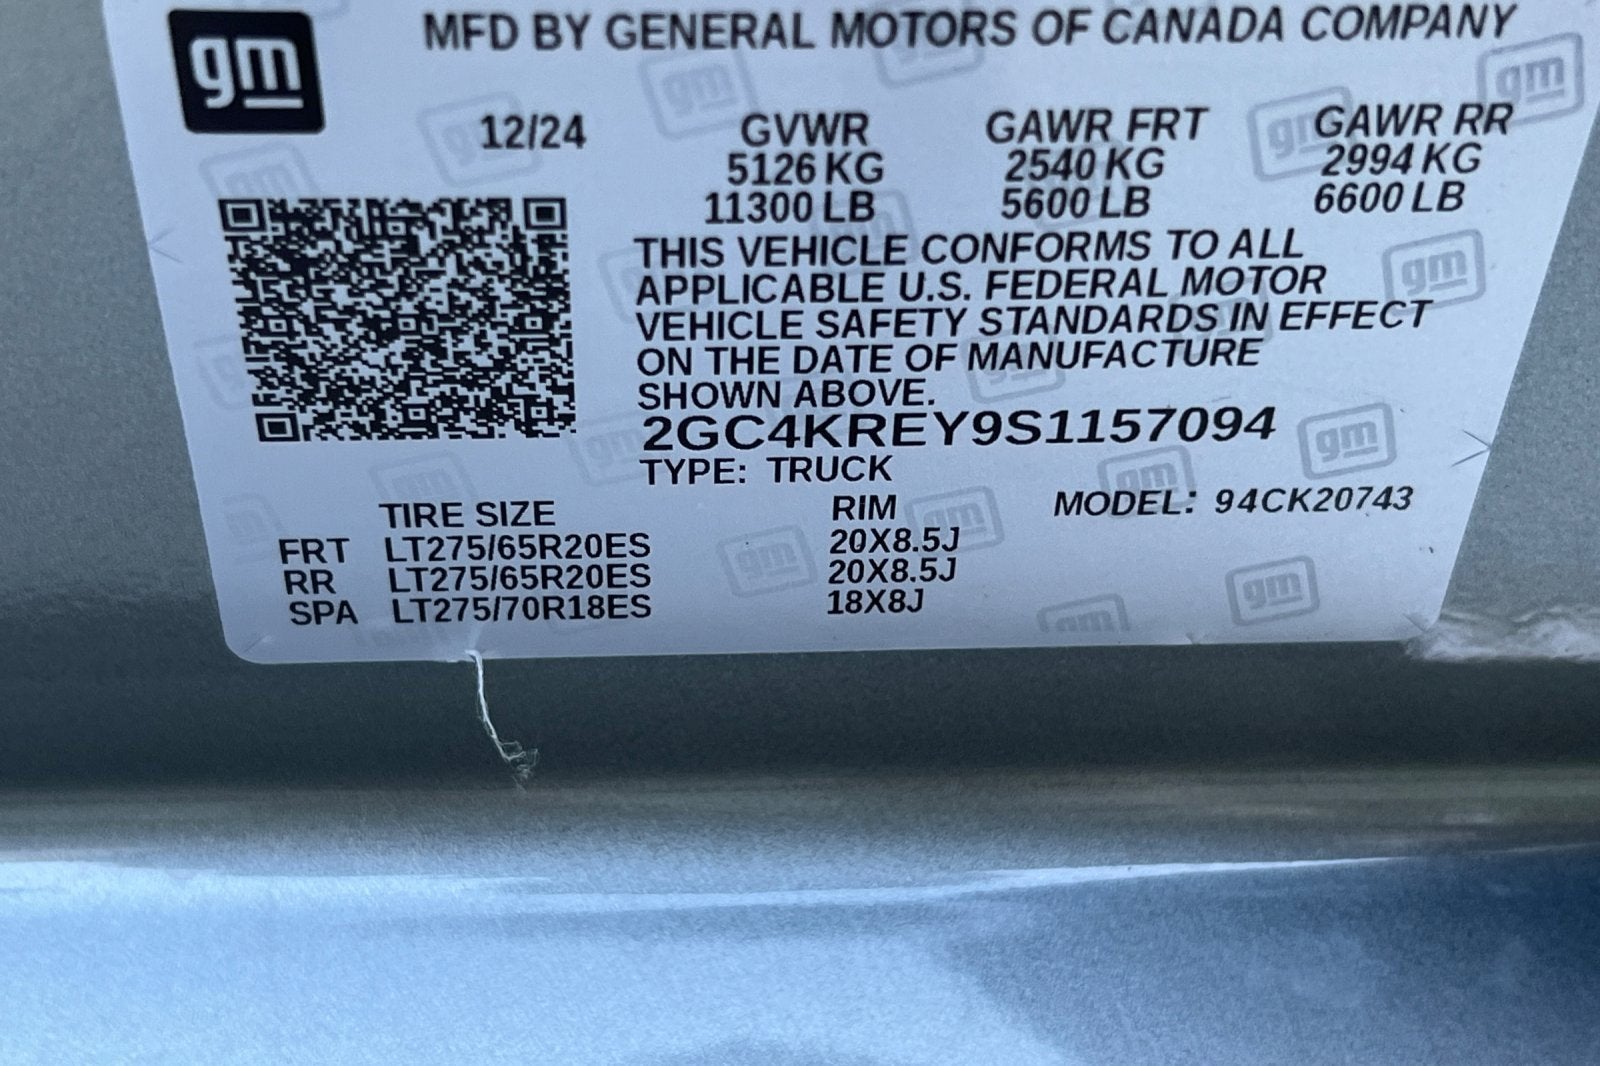 gm MFD BY GENERAL MOTORS OF CANADA COMPANY
12/24 GVWR GAWR FRT GAWR RR
5126 KG 2540 KG 2994 KG
11300 LB 5600 LB 6600 LB
THIS VEHICLE CONFORMS TO ALL
APPLICABLE U.S. FEDERAL MOTOR
VEHICLE SAFETY STANDARDS IN EFFECT
ON THE DATE OF MANUFACTURE
SHOWN ABOVE.
2GC4KREY9S1157094
TYPE: TRUCK
TIRE SIZE RIM MODEL: 94CK20743
FRT LT275/65R20ES 20X8.5J
RR LT275/65R20ES 20X8.5J
SPA LT275/70R18ES 18X8J